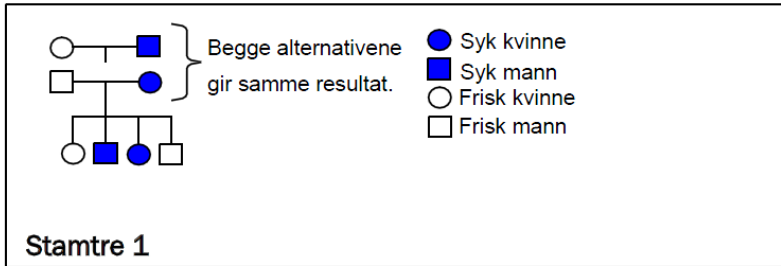 Begge alternativene
gir samme resultat.
Syk kvinne
Syk mann
Frisk kvinne
Frisk mann
Stamtre 1